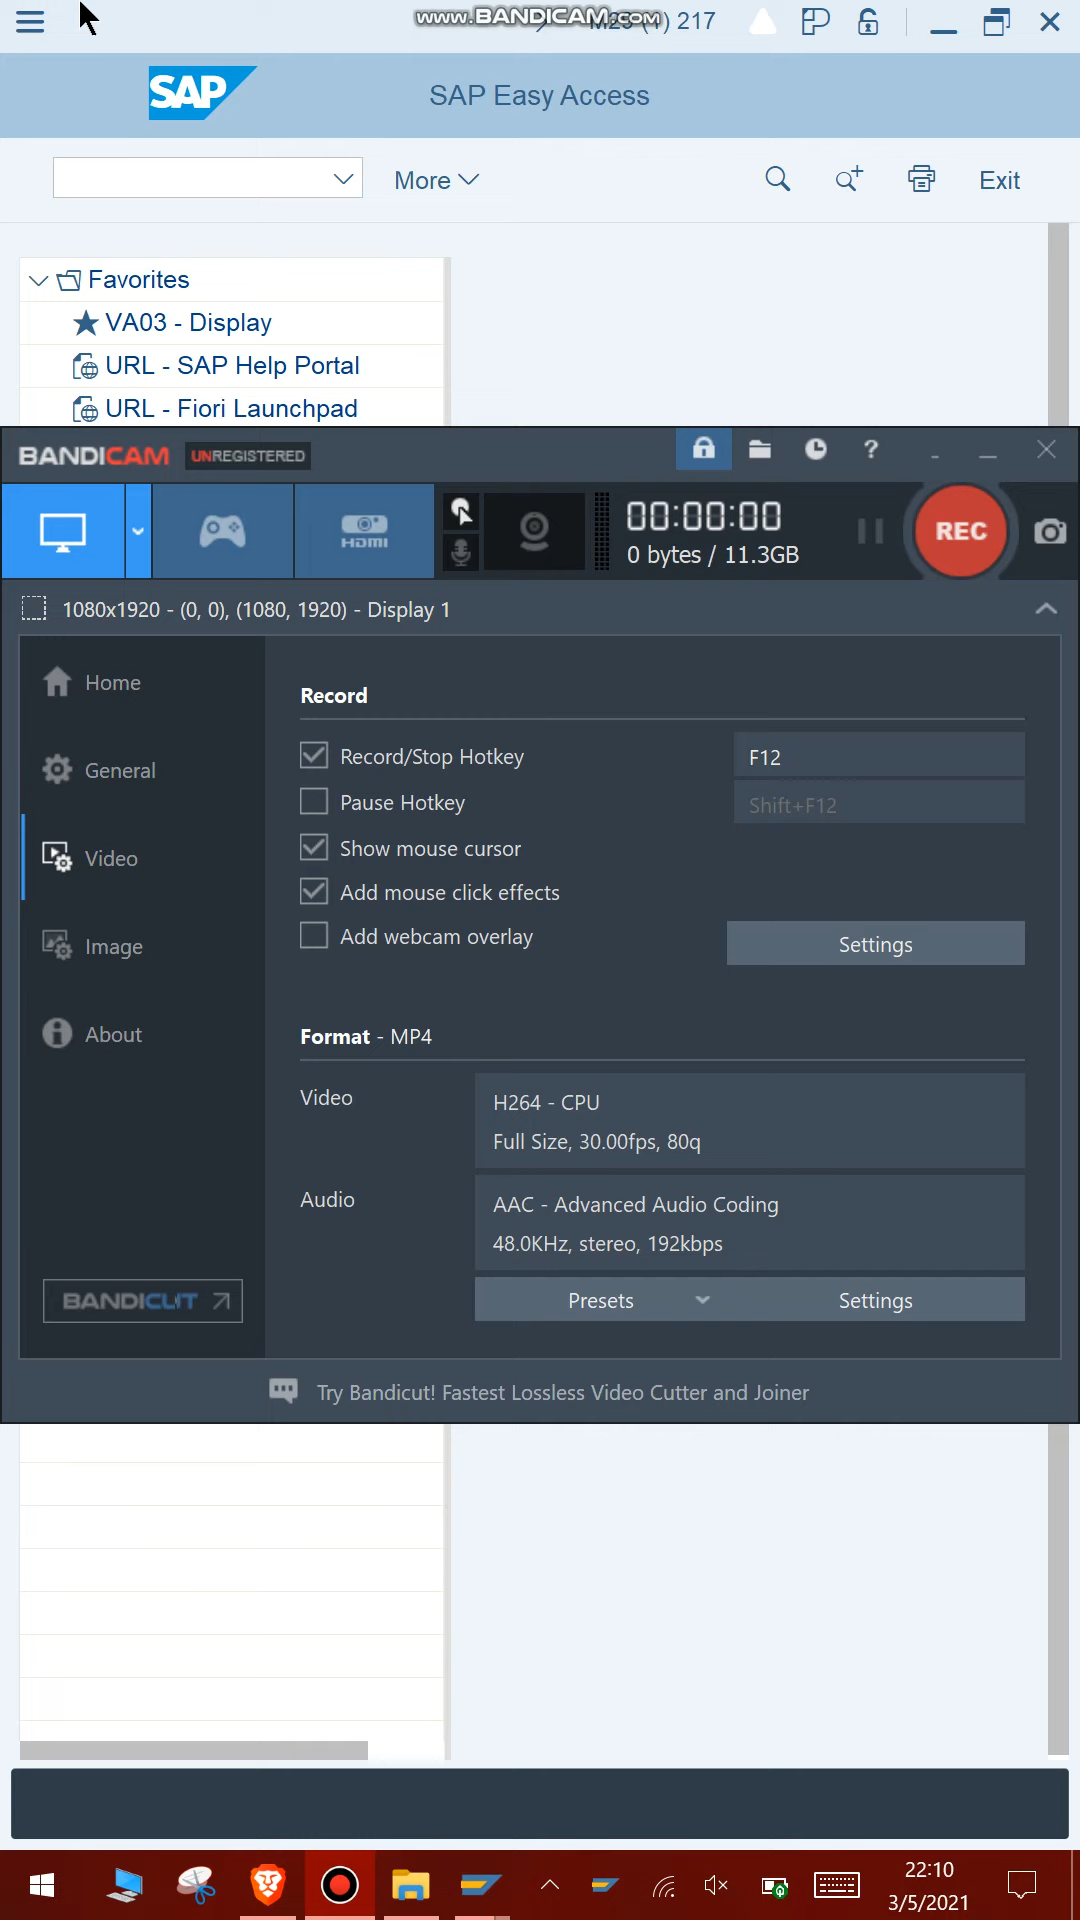 www.BANDICAM.com
(1) 217
SAP
SAP Easy Access
More
Exit
Favorites
VA03 - Display
URL - SAP Help Portal
URL - Fiori Launchpad
BANDICAM
UNREGISTERED
?
HDMI
00:00:00
0 bytes / 11.3GB
REC
1080x1920 - (0, 0), (1080, 1920) - Display 1
Home
General
Video
Image
About
Record
Record/Stop Hotkey
F12
Pause Hotkey
Shift+F12
Show mouse cursor
Add mouse click effects
Add webcam overlay
Settings
Format - MP4
Video
H264 - CPU
Full Size, 30.00fps, 80q
Audio
AAC - Advanced Audio Coding
48.0KHz, stereo, 192kbps
Presets
Settings
BANDICUT
Try Bandicut! Fastest Lossless Video Cutter and Joiner
22:10
3/5/2021